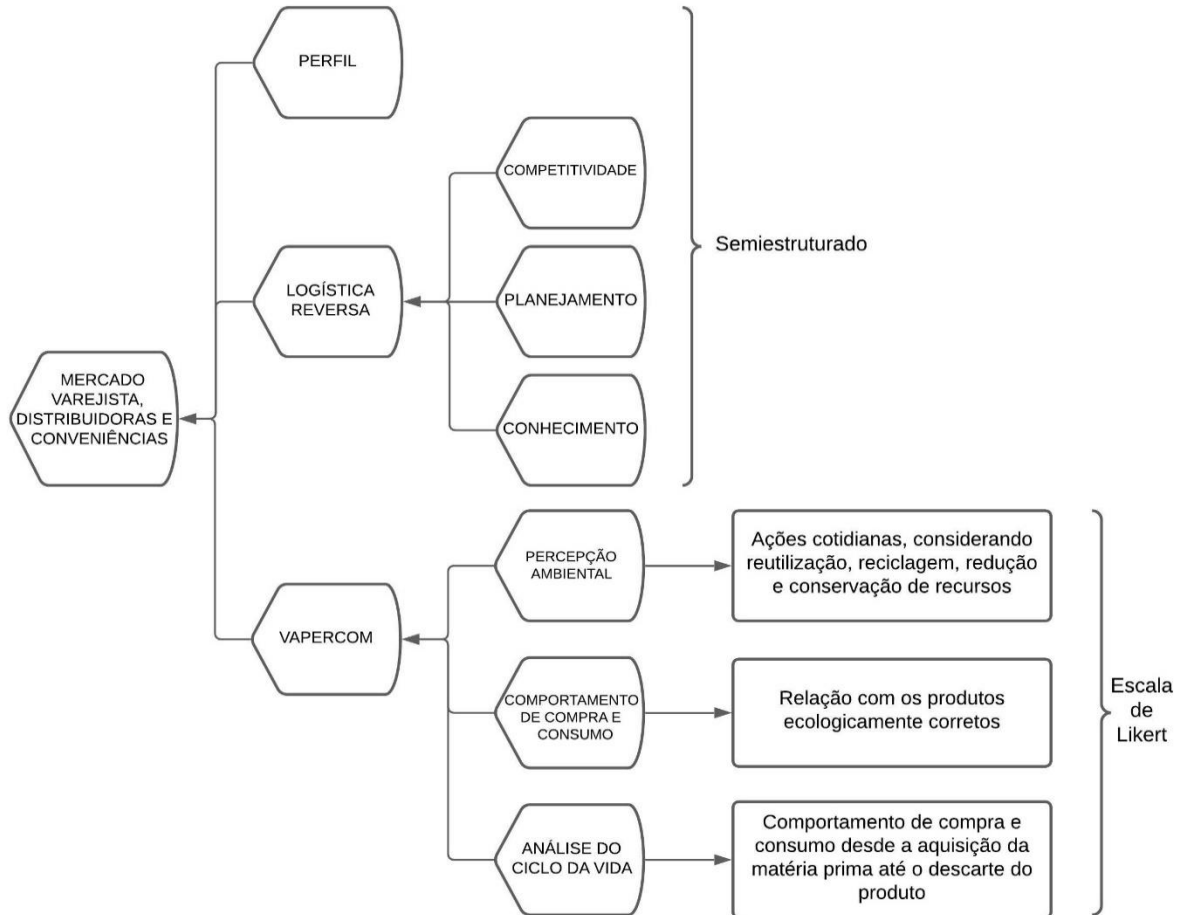 PERFIL
COMPETITIVIDADE
Semiestruturado
LOGÍSTICA
REVERSA
PLANEJAMENTO
CONHECIMENTO
MERCADO
VAREJISTA,
DISTRIBUIDORAS E
CONVENIÊNCIAS
VAPERCOM
PERCEPÇÃO
AMBIENTAL
Ações cotidianas, considerando
reutilização, reciclagem, redução
e conservação de recursos
COMPORTAMENTO
DE COMPRA E
CONSUMO
Relação com os produtos
ecologicamente corretos
Escala
de
Likert
ANÁLISE DO
CICLO DA VIDA
Comportamento de compra e
consumo desde a aquisição da
matéria prima até o descarte do
produto